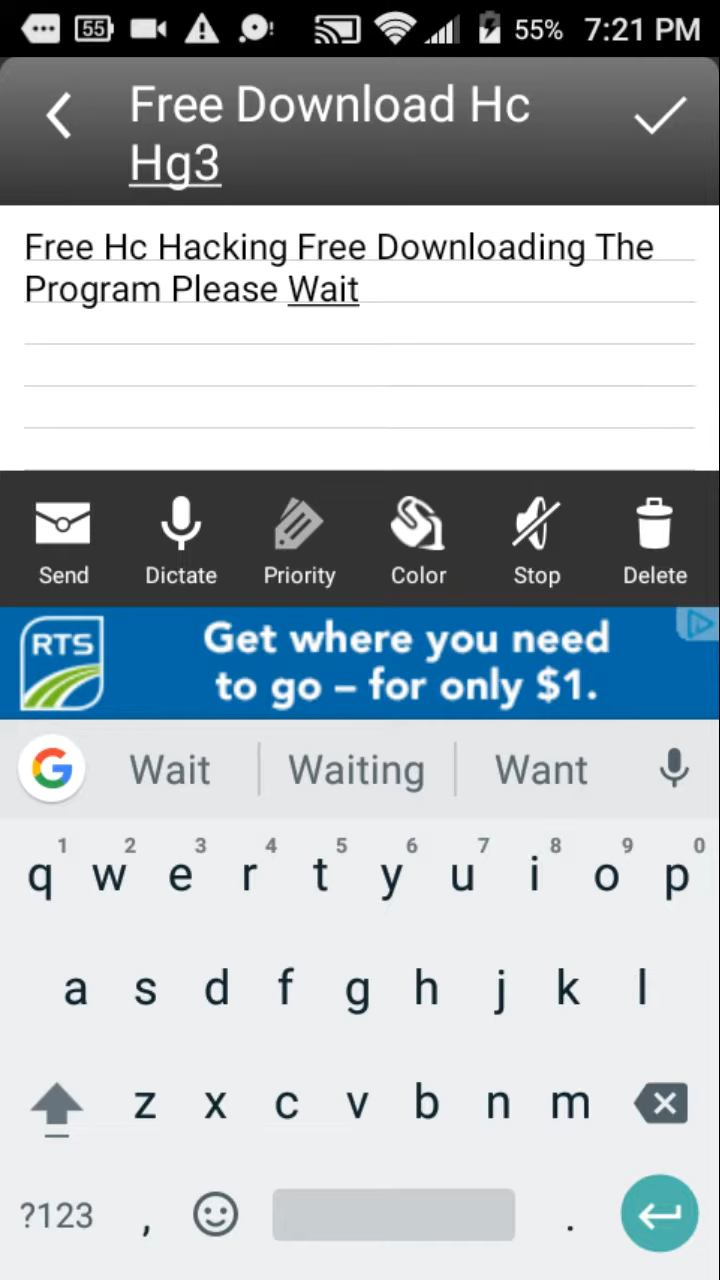 55 55% 7:21 PM
Free Download Hc
Hg3
Free Hc Hacking Free Downloading The
Program Please Wait
Send Dictate Priority Color Stop Delete
RTS
Get where you need
to go – for only $1.
G Wait Waiting Want
1 2 3 4 5 6 7 8 9 0
q w e r t y u i o p
a s d f g h j k l
z x c v b n m
?123 , .